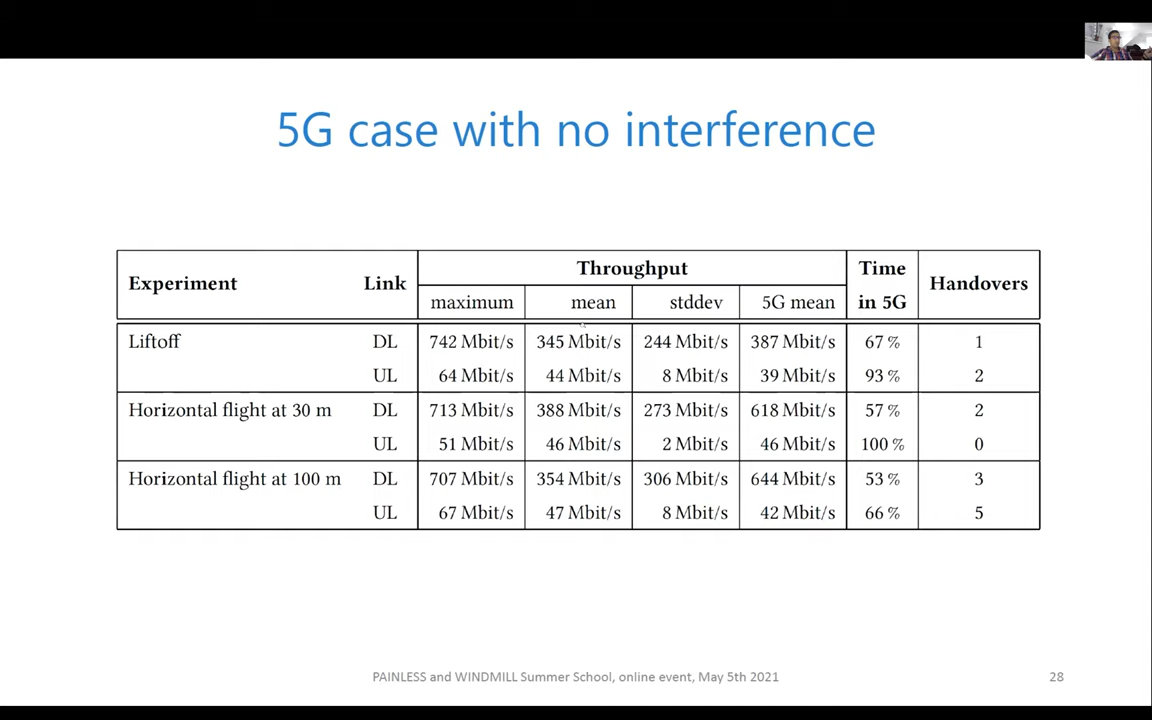 5G case with no interference
Experiment Link Throughput Time in 5G Handovers
maximum mean stddev 5G mean
Liftoff DL 742 Mbit/s 345 Mbit/s 244 Mbit/s 387 Mbit/s 67 % 1
UL 64 Mbit/s 44 Mbit/s 8 Mbit/s 39 Mbit/s 93 % 2
Horizontal flight at 30 m DL 713 Mbit/s 388 Mbit/s 273 Mbit/s 618 Mbit/s 57 % 2
UL 51 Mbit/s 46 Mbit/s 2 Mbit/s 46 Mbit/s 100 % 0
Horizontal flight at 100 m DL 707 Mbit/s 354 Mbit/s 306 Mbit/s 644 Mbit/s 53 % 3
UL 67 Mbit/s 47 Mbit/s 8 Mbit/s 42 Mbit/s 66 % 5
PAINLESS and WINDMILL Summer School, online event, May 5th 2021 28